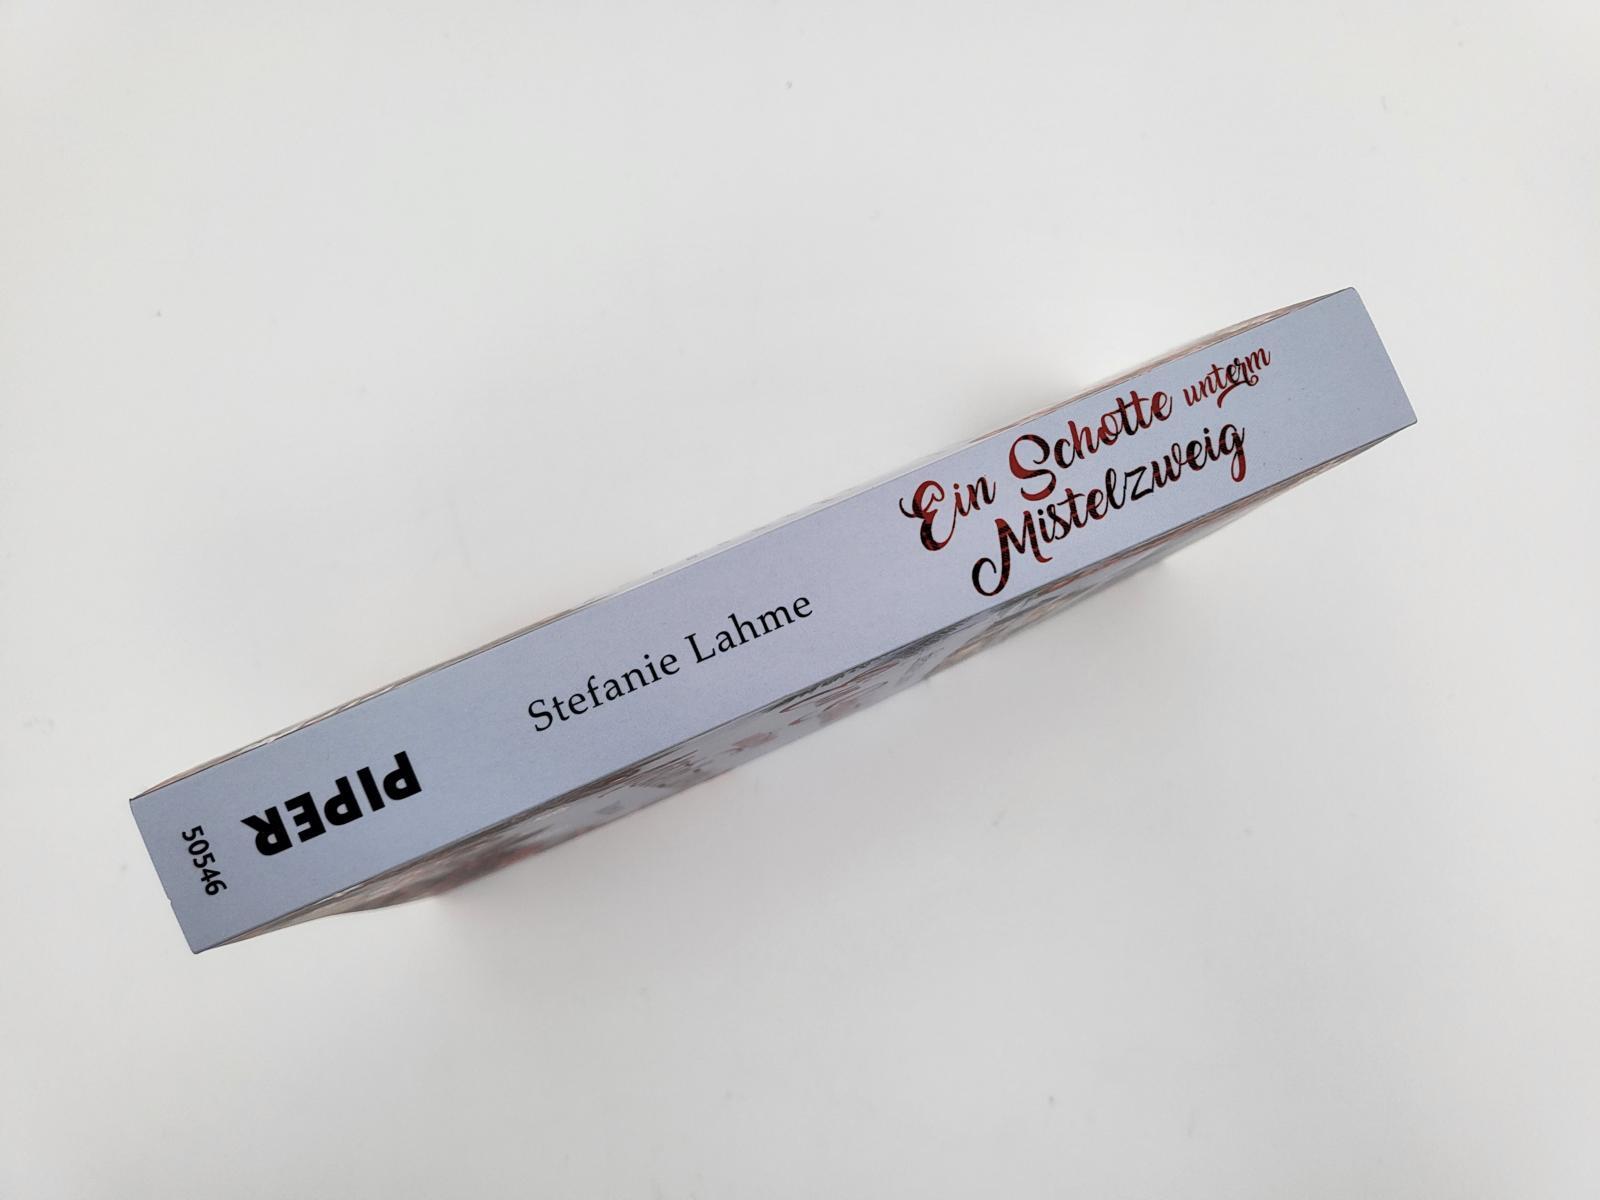 Ein Schotte unterm
Mistelzweig
Stefanie Lahme
PIPER
50546